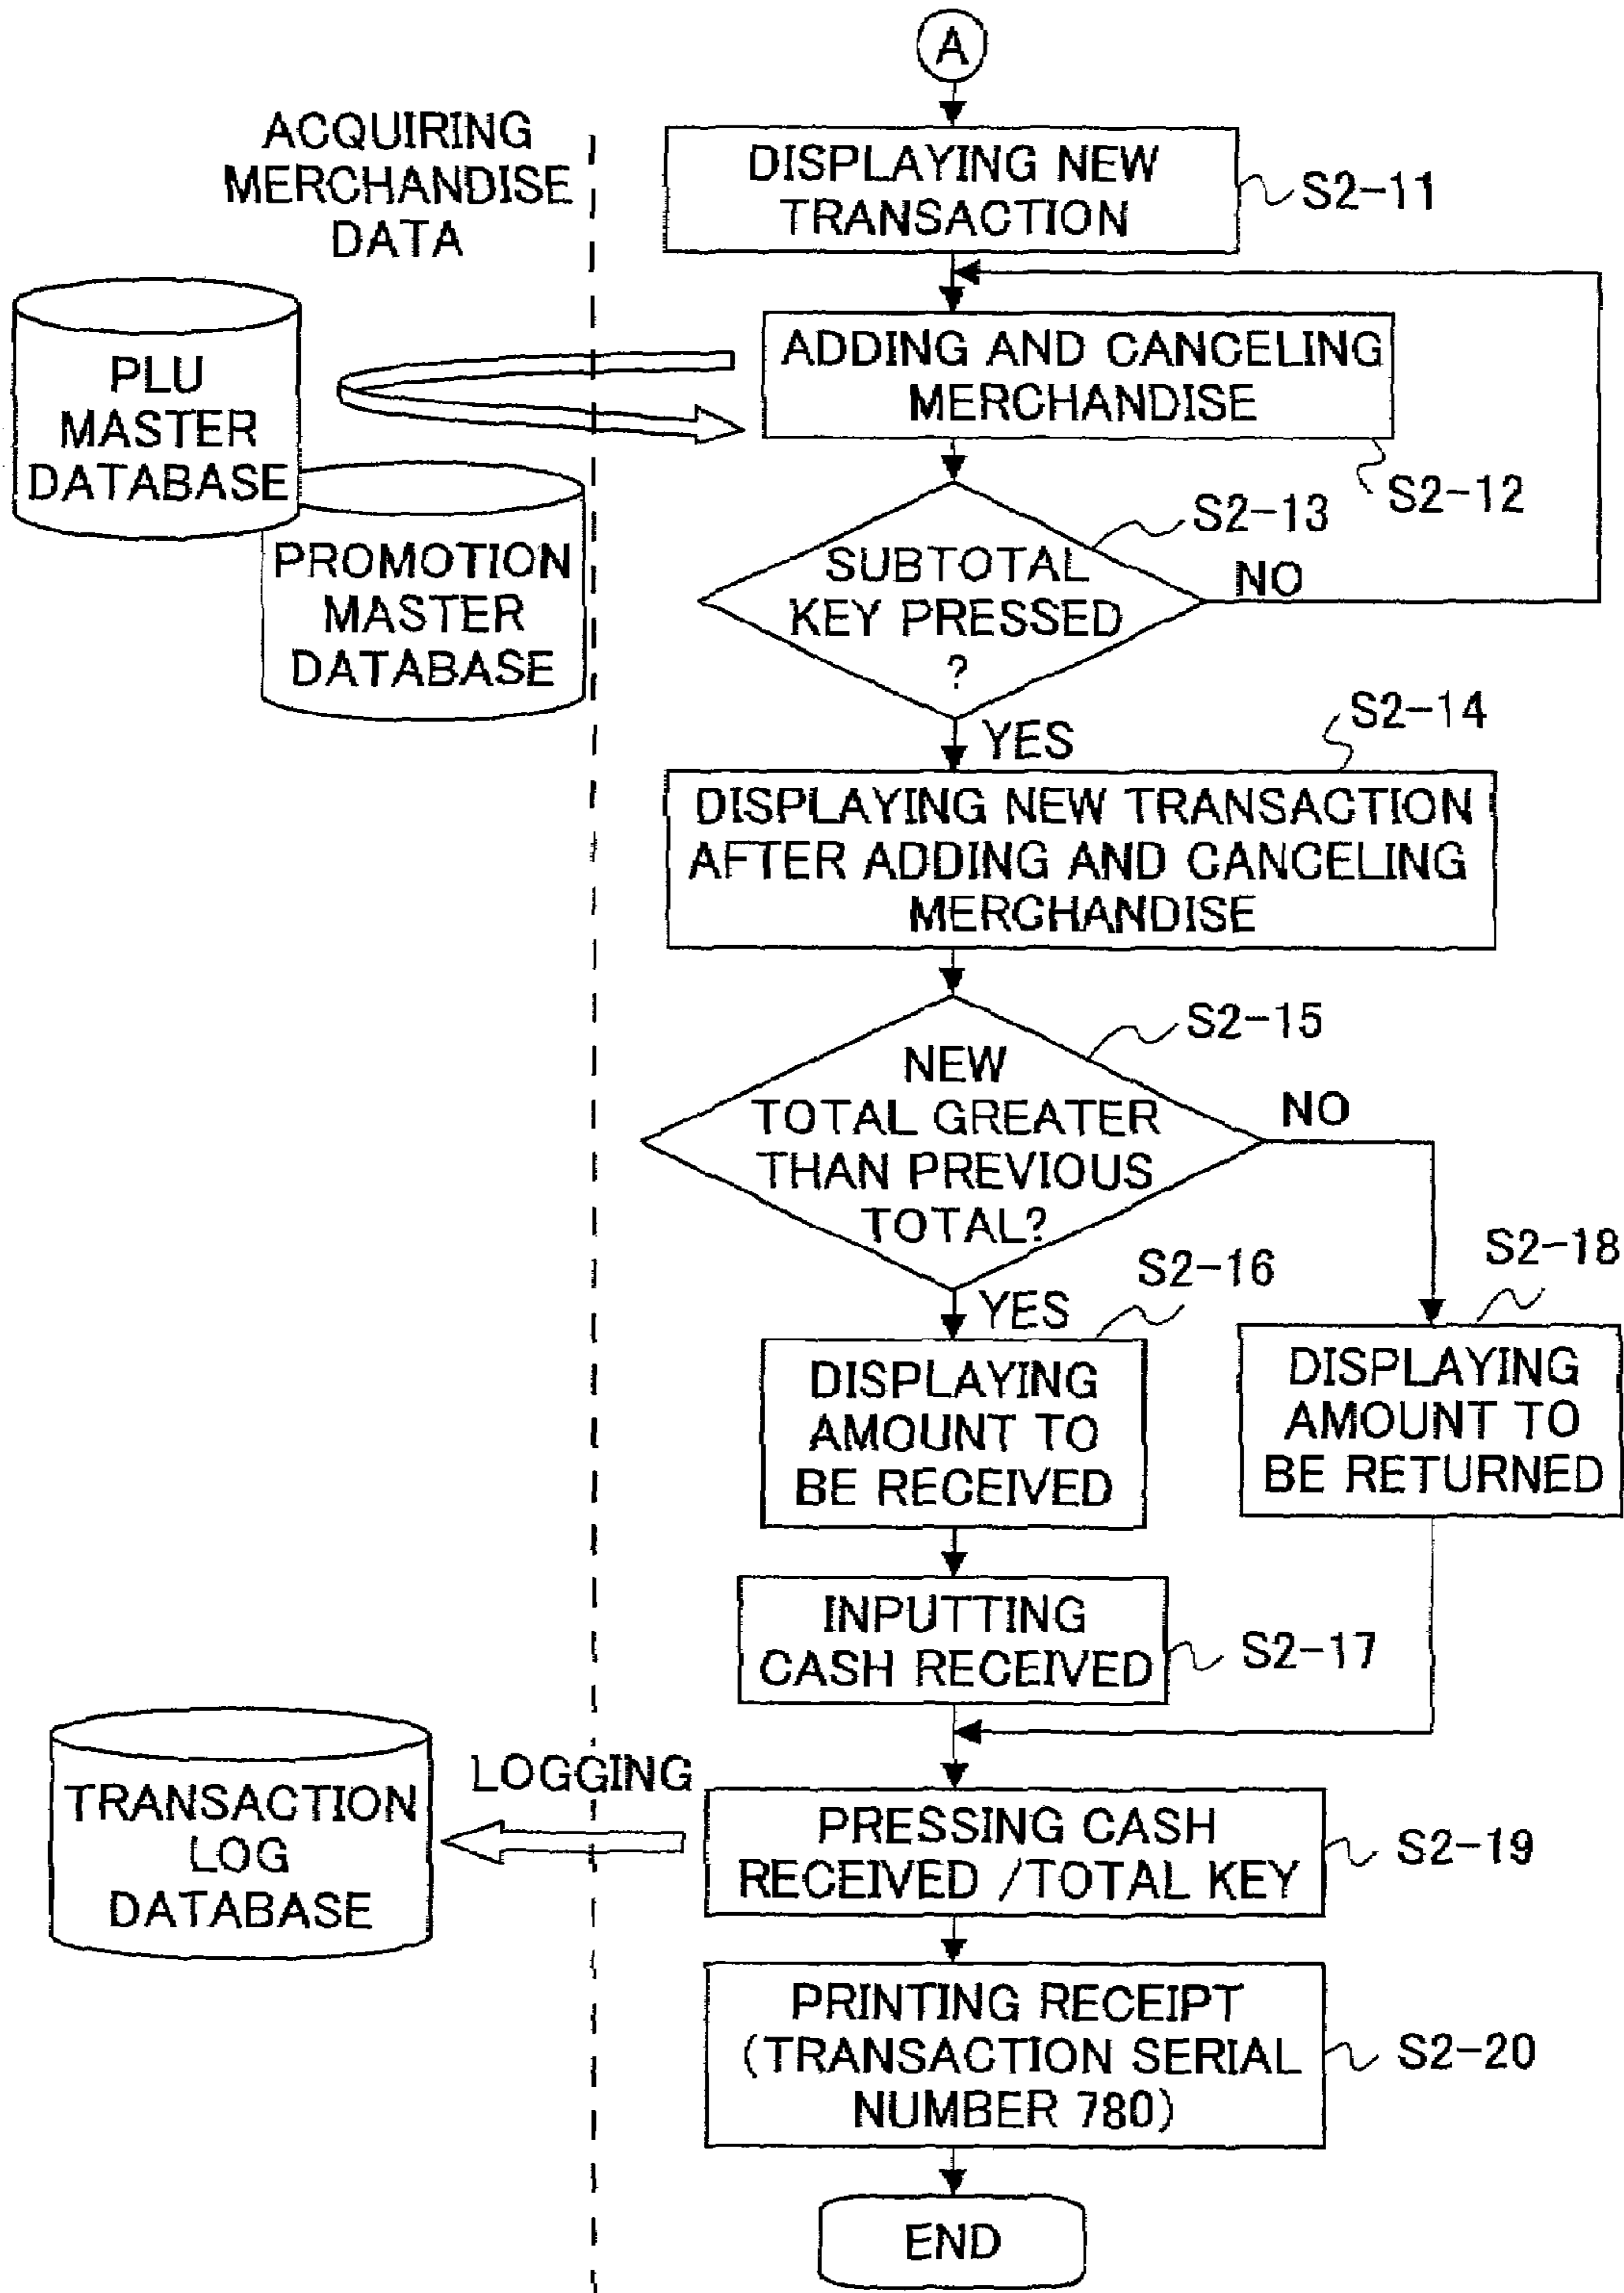 A
ACQUIRING
MERCHANDISE
DATA
DISPLAYING NEW
TRANSACTION
S2-11
PLU
MASTER
DATABASE
ADDING AND CANCELING
MERCHANDISE
S2-12
PROMOTION
MASTER
DATABASE
S2-13
SUBTOTAL
KEY PRESSED
?
NO
YES
S2-14
DISPLAYING NEW TRANSACTION
AFTER ADDING AND CANCELING
MERCHANDISE
S2-15
NEW
TOTAL GREATER
THAN PREVIOUS
TOTAL?
NO
YES
S2-16
DISPLAYING
AMOUNT TO
BE RECEIVED
S2-18
DISPLAYING
AMOUNT TO
BE RETURNED
INPUTTING
CASH RECEIVED
S2-17
TRANSACTION
LOG
DATABASE
LOGGING
PRESSING CASH
RECEIVED /TOTAL KEY
S2-19
PRINTING RECEIPT
(TRANSACTION SERIAL
NUMBER 780)
S2-20
END